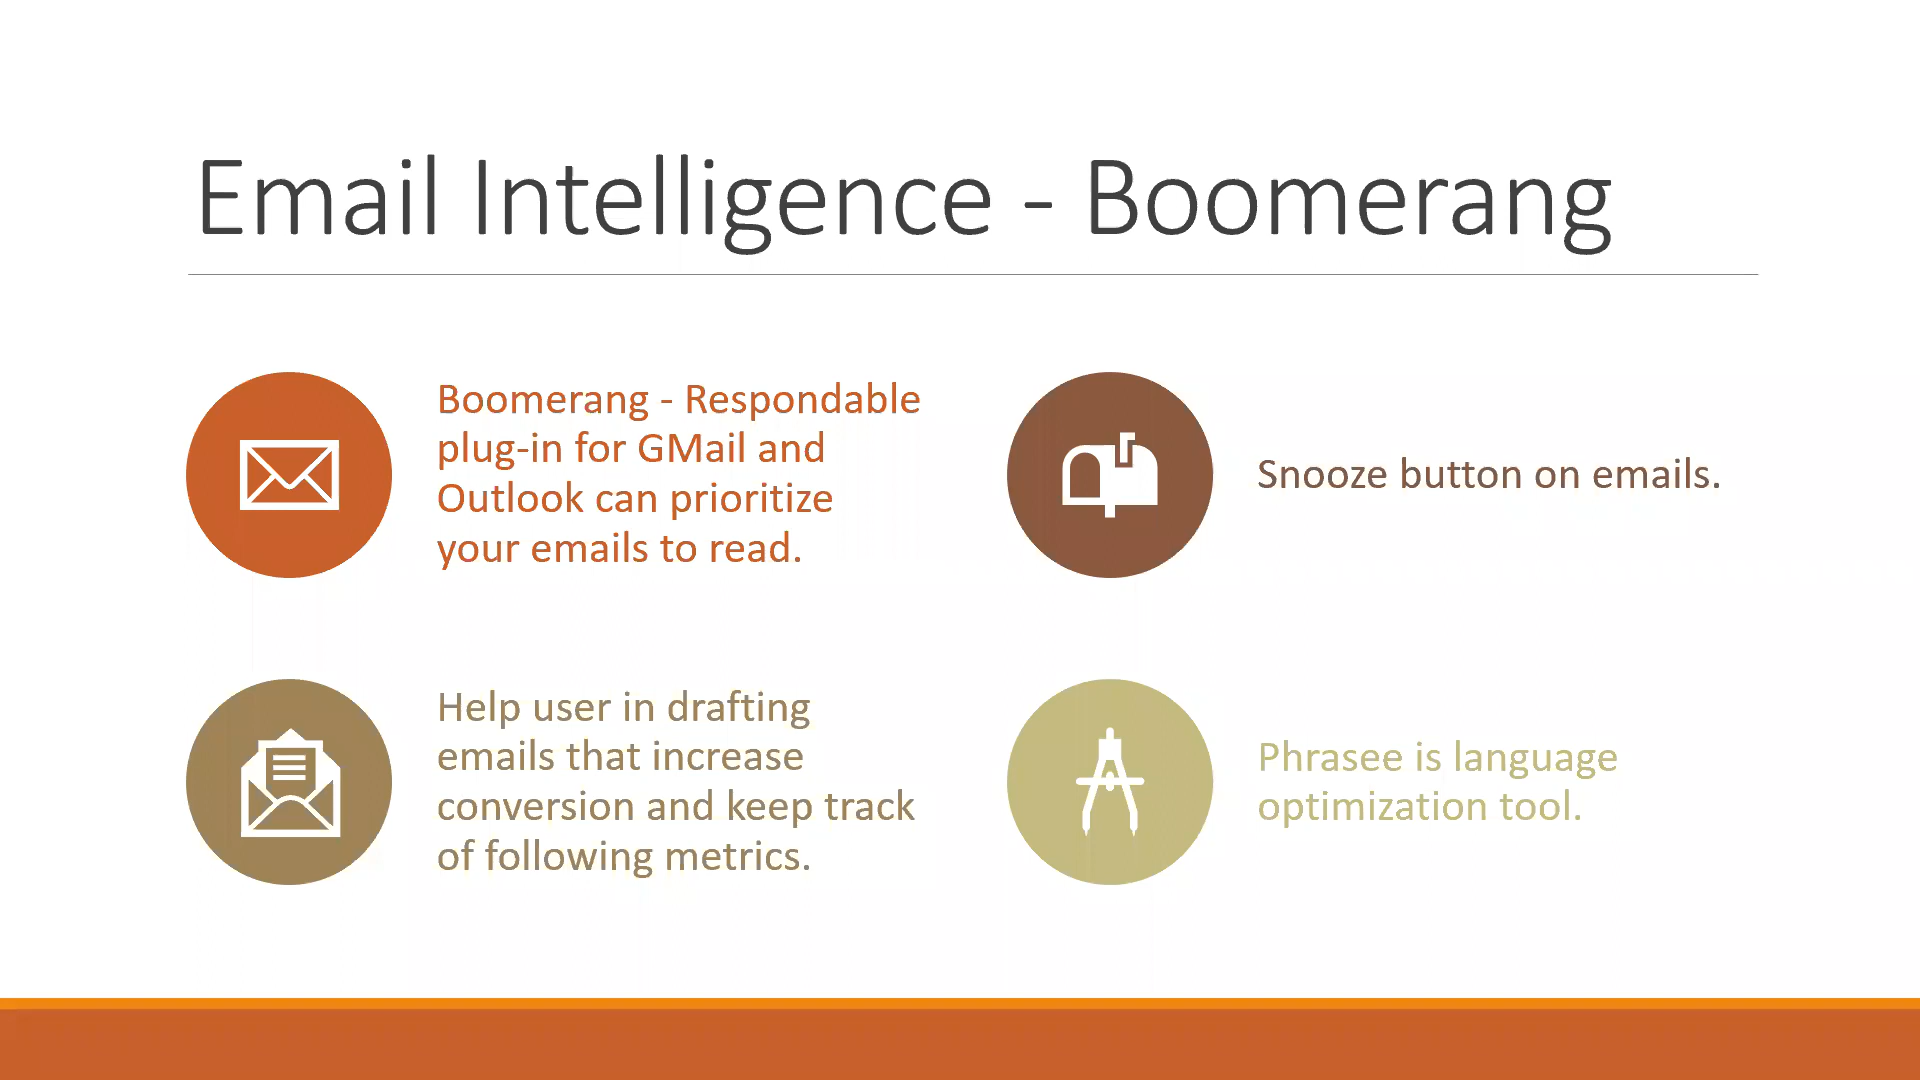 Email Intelligence - Boomerang
Boomerang - Respondable
plug-in for GMail and
Outlook can prioritize
your emails to read.
Snooze button on emails.
Help user in drafting
emails that increase
conversion and keep track
of following metrics.
Phrasee is language
optimization tool.